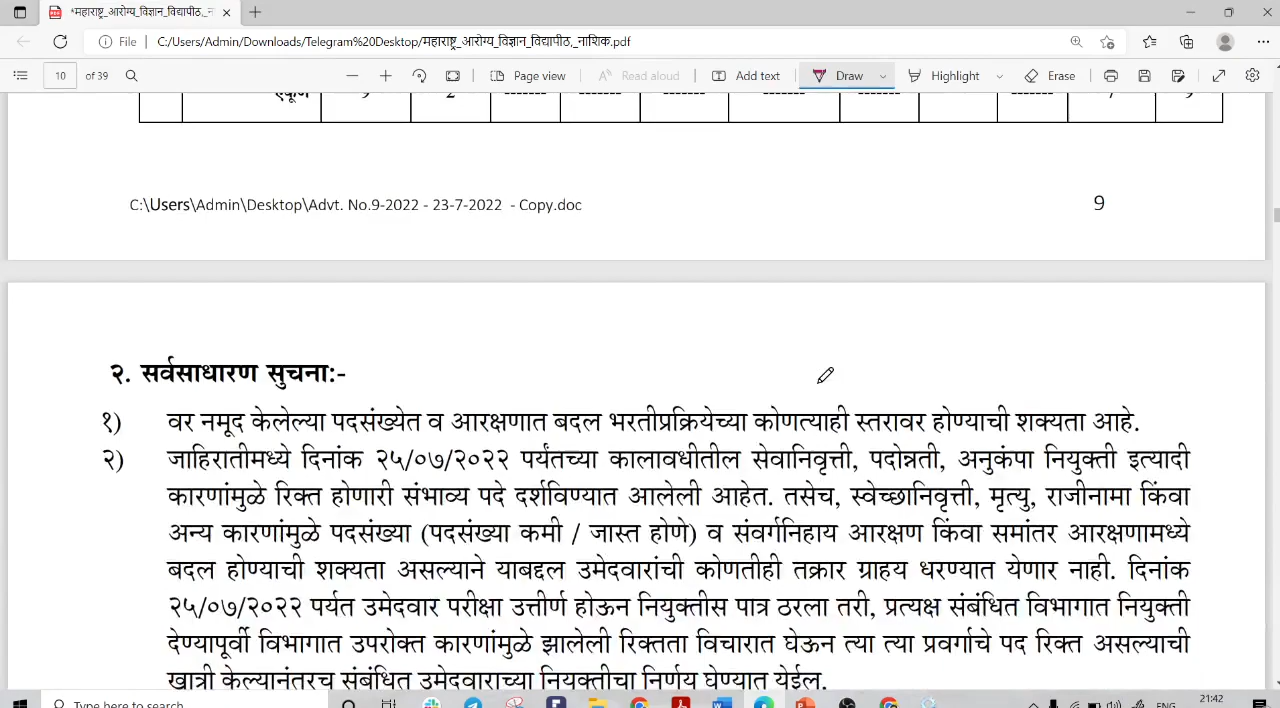 *महाराष्ट्र_आरोग्य_विज्ञान_विद्यापीठ,_ना
File C:/Users/Admin/Downloads/Telegram%20Desktop/महाराष्ट्र_आरोग्य_विज्ञान_विद्यापीठ,_नाशिक.pdf
10 of 39 Page view Read aloud Add text Draw Highlight Erase
C:\Users\Admin\Desktop\Advt. No.9-2022 - 23-7-2022 - Copy.doc 9
२. सर्वसाधारण सुचना:-
१) वर नमूद केलेल्या पदसंख्येत व आरक्षणात बदल भरतीप्रक्रियेच्या कोणत्याही स्तरावर होण्याची शक्यता आहे.
२) जाहिरातीमध्ये दिनांक २५/०७/२०२२ पर्यंतच्या कालावधीतील सेवानिवृत्ती, पदोन्नती, अनुकंपा नियुक्ती इत्यादी
कारणांमुळे रिक्त होणारी संभाव्य पदे दर्शविण्यात आलेली आहेत. तसेच, स्वेच्छानिवृत्ती, मृत्यु, राजीनामा किंवा
अन्य कारणांमुळे पदसंख्या (पदसंख्या कमी / जास्त होणे) व संवर्गनिहाय आरक्षण किंवा समांतर आरक्षणामध्ये
बदल होण्याची शक्यता असल्याने याबद्दल उमेदवारांची कोणतीही तक्रार ग्राहय धरण्यात येणार नाही. दिनांक
२५/०७/२०२२ पर्यत उमेदवार परीक्षा उत्तीर्ण होऊन नियुक्तीस पात्र ठरला तरी, प्रत्यक्ष संबंधित विभागात नियुक्ती
देण्यापूर्वी विभागात उपरोक्त कारणांमुळे झालेली रिक्तता विचारात घेऊन त्या त्या प्रवर्गाचे पद रिक्त असल्याची
खात्री केल्यानंतरच संबंधित उमेदवाराच्या नियुक्तीचा निर्णय घेण्यात येईल.
Type here to search ENG 21:42